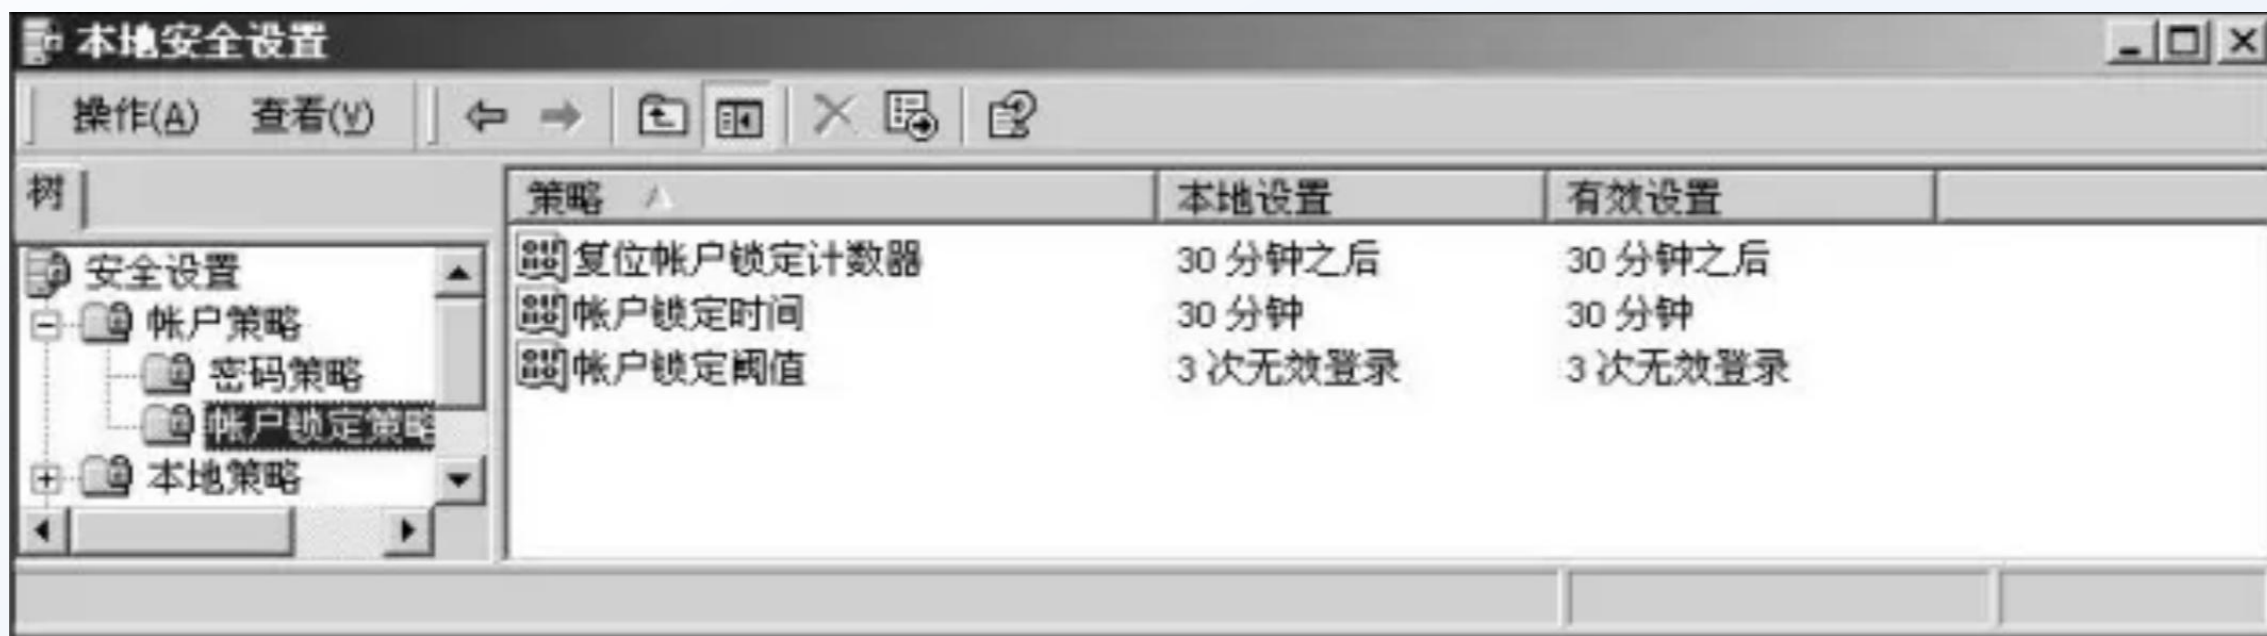 本地安全设置
操作(A) 查看(V)
树
策略 本地设置 有效设置
安全设置
帐户策略
密码策略
帐户锁定策略
本地策略
复位帐户锁定计数器 30 分钟之后 30 分钟之后
帐户锁定时间 30 分钟 30 分钟
帐户锁定阈值 3 次无效登录 3 次无效登录